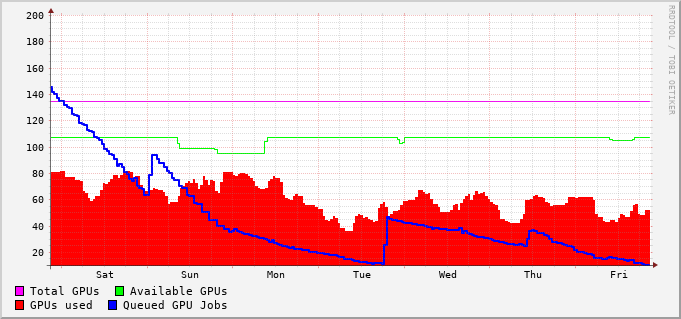 200
180
160
140
120
100
80
60
40
20
Sat Sun Mon Tue Wed Thu Fri
Total GPUs Available GPUs
GPUs used Queued GPU Jobs
RRDTOOL / TOBI OETIKER